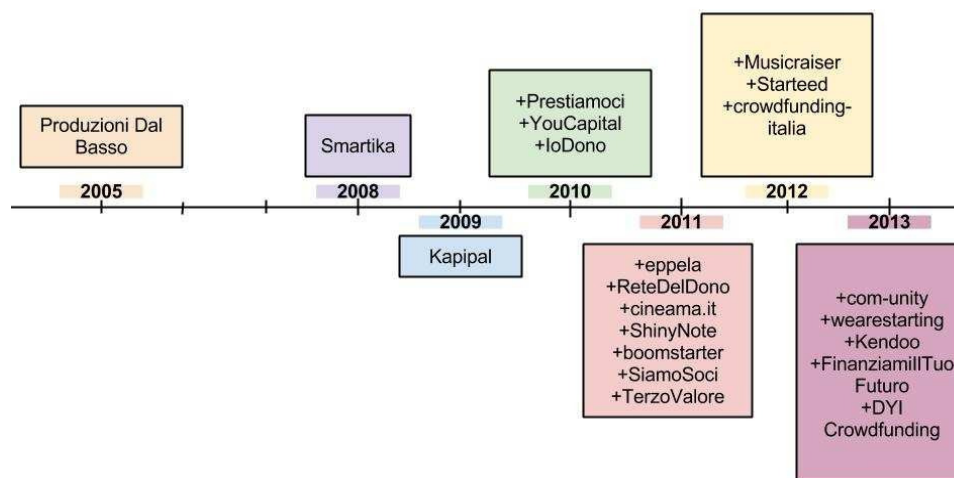 Produzioni Dal
Basso
2005
Smartika
2008
2009
Kapipal
+Prestiamoci
+YouCapital
+IoDono
2010
2011
+eppela
+ReteDelDono
+cineama.it
+ShinyNote
+boomstarter
+SiamoSoci
+TerzoValore
+Musicraiser
+Starteed
+crowdfunding-
italia
2012
2013
+com-unity
+wearestarting
+Kendoo
+FinanziamiIlTuo
Futuro
+DYI
Crowdfunding